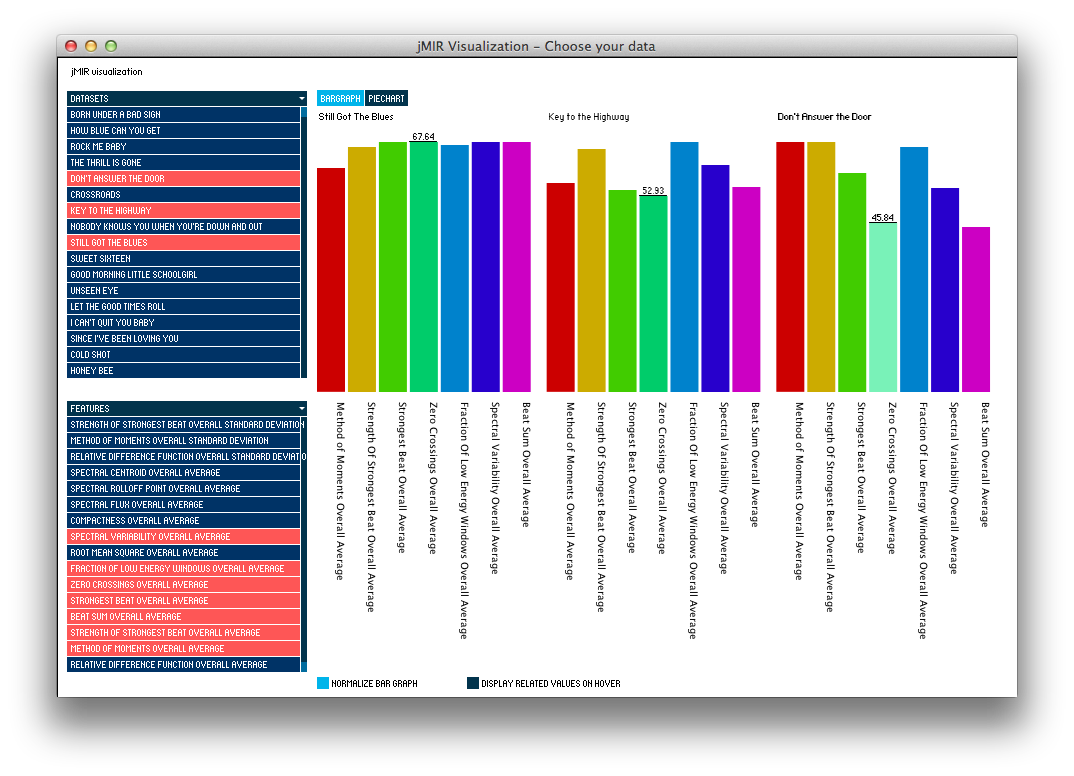 jMIR Visualization – Choose your data
jMIR visualization
DATASETS
BORN UNDER A BAD SIGN
HOW BLUE CAN YOU GET
ROCK ME BABY
THE THRILL IS GONE
DON'T ANSWER THE DOOR
CROSSROADS
KEY TO THE HIGHWAY
NOBODY KNOWS YOU WHEN YOU'RE DOWN AND OUT
STILL GOT THE BLUES
SWEET SIXTEEN
GOOD MORNING LITTLE SCHOOLGIRL
UNSEEN EYE
LET THE GOOD TIMES ROLL
I CAN'T QUIT YOU BABY
SINCE I'VE BEEN LOVING YOU
COLD SHOT
HONEY BEE
FEATURES
STRENGTH OF STRONGEST BEAT OVERALL STANDARD DEVIATION
METHOD OF MOMENTS OVERALL STANDARD DEVIATION
RELATIVE DIFFERENCE FUNCTION OVERALL STANDARD DEVIATIO
SPECTRAL CENTROID OVERALL AVERAGE
SPECTRAL ROLLOFF POINT OVERALL AVERAGE
SPECTRAL FLUX OVERALL AVERAGE
COMPACTNESS OVERALL AVERAGE
SPECTRAL VARIABILITY OVERALL AVERAGE
ROOT MEAN SQUARE OVERALL AVERAGE
FRACTION OF LOW ENERGY WINDOWS OVERALL AVERAGE
ZERO CROSSINGS OVERALL AVERAGE
STRONGEST BEAT OVERALL AVERAGE
BEAT SUM OVERALL AVERAGE
STRENGTH OF STRONGEST BEAT OVERALL AVERAGE
METHOD OF MOMENTS OVERALL AVERAGE
RELATIVE DIFFERENCE FUNCTION OVERALL AVERAGE
BARGRAPH PIECHART
Still Got The Blues
67.64
Method of Moments Overall Average
Strength Of Strongest Beat Overall Average
Strongest Beat Overall Average
Zero Crossings Overall Average
Fraction Of Low Energy Windows Overall Average
Spectral Variability Overall Average
Beat Sum Overall Average
Key to the Highway
52.93
Method of Moments Overall Average
Strength Of Strongest Beat Overall Average
Strongest Beat Overall Average
Zero Crossings Overall Average
Fraction Of Low Energy Windows Overall Average
Spectral Variability Overall Average
Beat Sum Overall Average
Don't Answer the Door
45.84
Method of Moments Overall Average
Strength Of Strongest Beat Overall Average
Strongest Beat Overall Average
Zero Crossings Overall Average
Fraction Of Low Energy Windows Overall Average
Spectral Variability Overall Average
Beat Sum Overall Average
NORMALIZE BAR GRAPH
DISPLAY RELATED VALUES ON HOVER